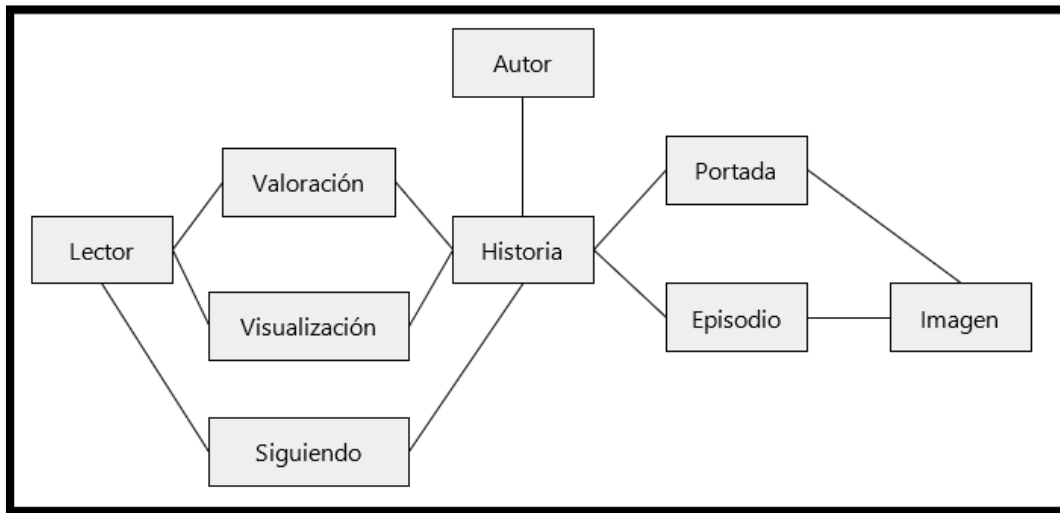 Autor
Valoración
Portada
Lector
Historia
Visualización
Episodio
Imagen
Siguiendo